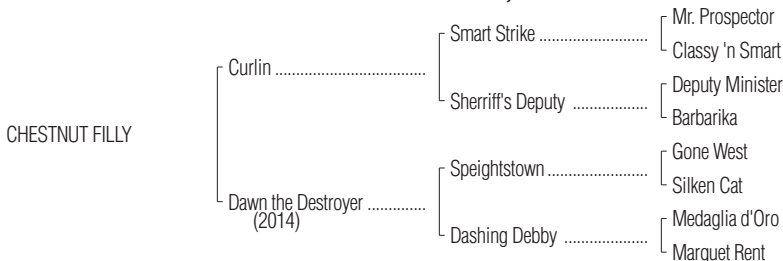 Mr. Prospector
Smart Strike ........................
Classy 'n Smart
Curlin ..................................
Deputy Minister
Sherriff's Deputy ................
Barbarika
CHESTNUT FILLY
Gone West
Speightstown ......................
Silken Cat
Dawn the Destroyer .............
(2014)
Medaglia d'Oro
Dashing Debby ..................
Marquet Rent